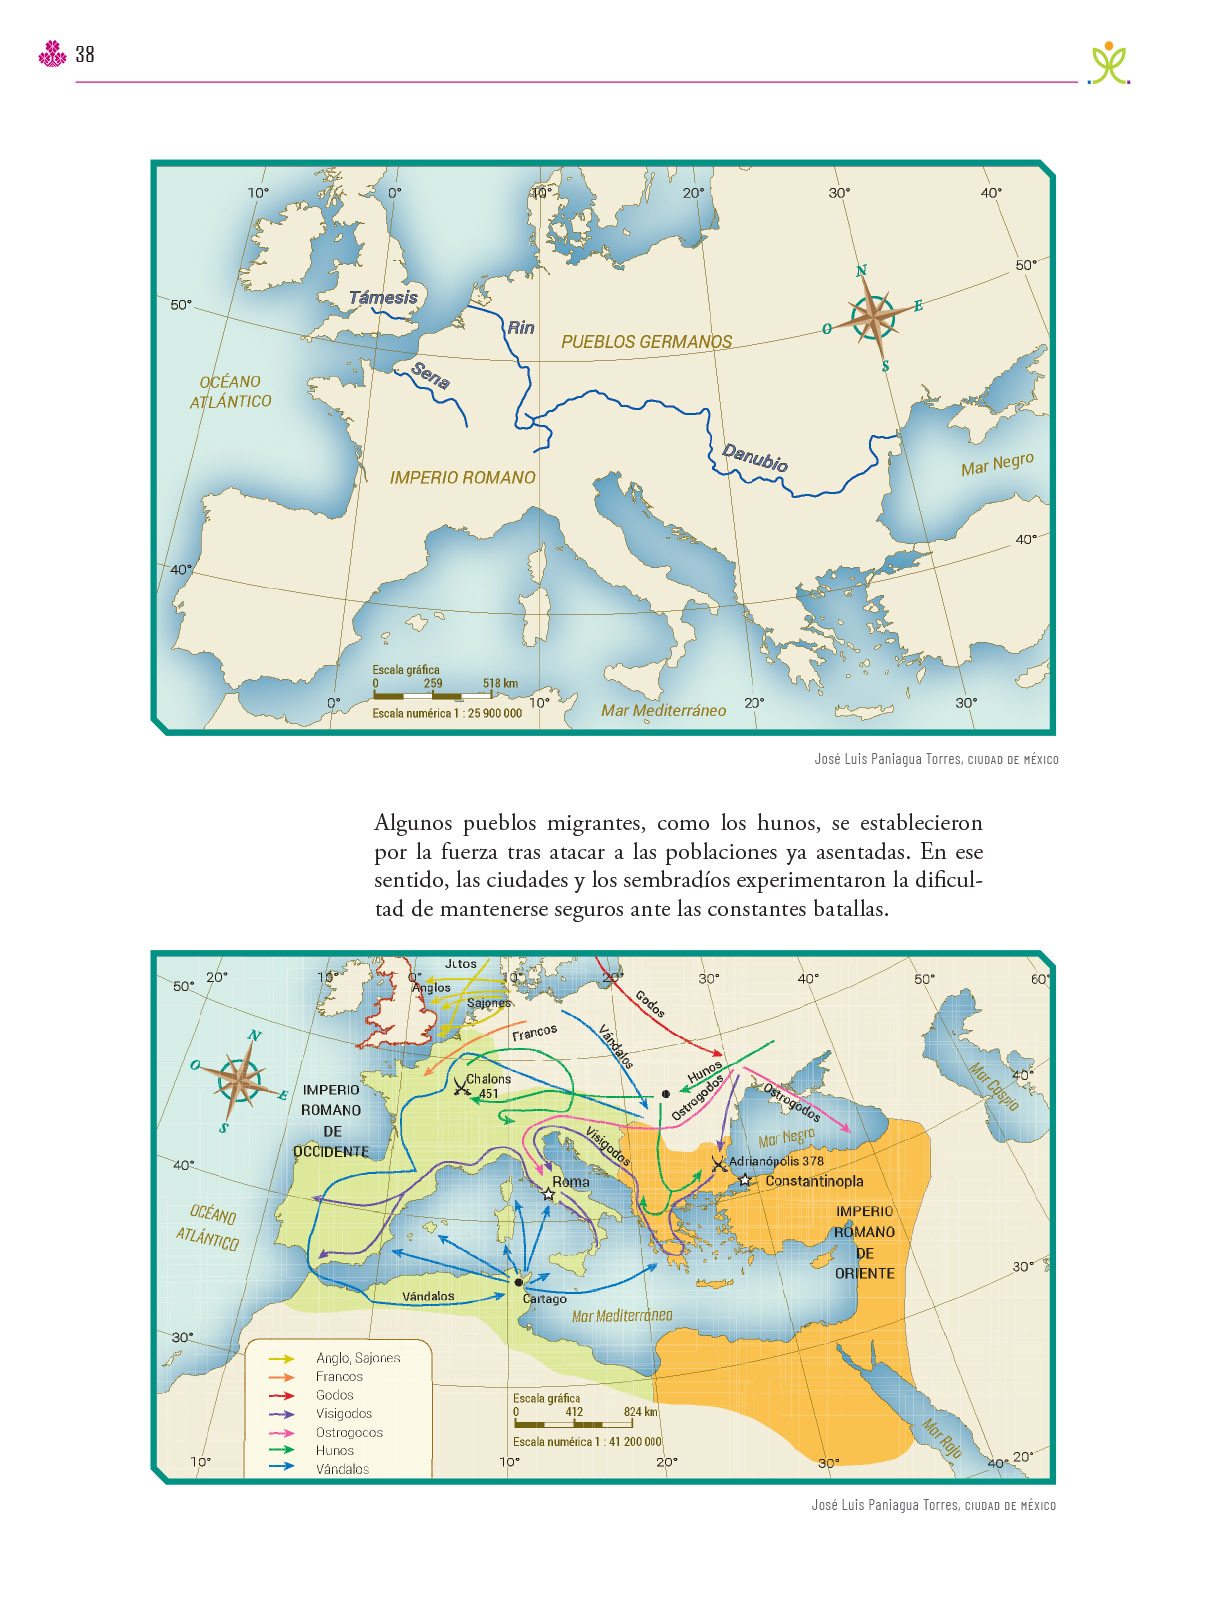 38
10°
0°
10°
20°
30°
40°
50°
N
E
O
S
50°
Támesis
Rin
PUEBLOS GERMANOS
Sena
OCÉANO
ATLÁNTICO
Danubio
Mar Negro
IMPERIO ROMANO
40°
40°
Escala gráfica
0 259 518 km
Escala numérica 1 : 25 900 000
0°
10°
Mar Mediterráneo
20°
30°
José Luis Paniagua Torres, CIUDAD DE MÉXICO
Algunos pueblos migrantes, como los hunos, se establecieron
por la fuerza tras atacar a las poblaciones ya asentadas. En ese
sentido, las ciudades y los sembradíos experimentaron la dificul-
tad de mantenerse seguros ante las constantes batallas.
50°
20°
10°
0°
Jutos
10°
20°
30°
40°
50°
60°
Anglos
Sajones
Godos
Francos
Vándalos
N
O
E
S
Hunos
Ostrogodos
Ostrogodos
Mar Caspio
40°
Chalons
451
IMPERIO
ROMANO
DE
OCCIDENTE
Visigodos
Mar Negro
Adrianópolis 378
40°
Roma
Constantinopla
OCÉANO
ATLÁNTICO
IMPERIO
ROMANO
DE
ORIENTE
30°
Vándalos
Cartago
Mar Mediterráneo
30°
Anglo, Sajones
Francos
Godos
Visigodos
Ostrogocos
Hunos
Vándalos
Escala gráfica
0 412 824 km
Escala numérica 1 : 41 200 000
Mar Rojo
10°
10°
20°
30°
40°
20°
José Luis Paniagua Torres, CIUDAD DE MÉXICO